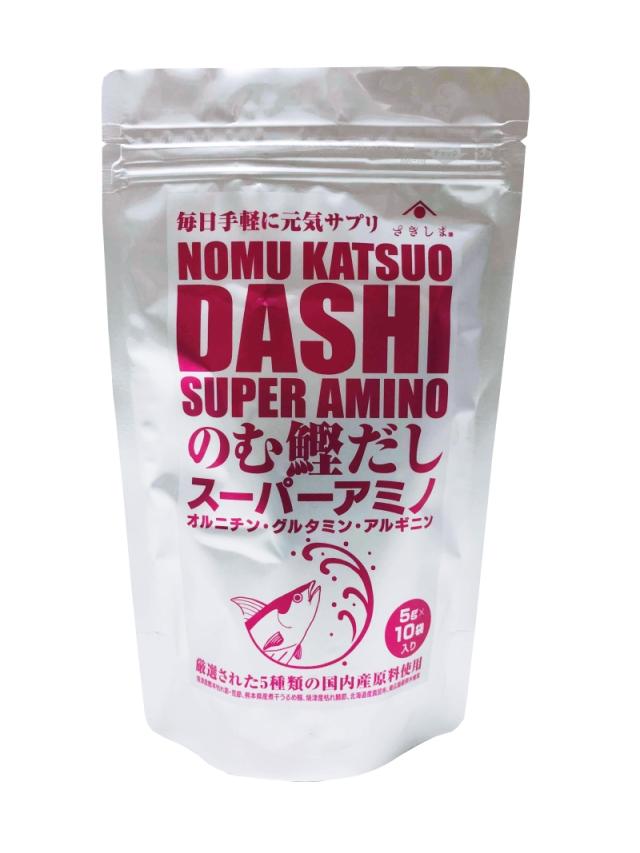 毎日手軽に元気サプリ
さきしま
NOMU KATSUO
DASHI
SUPER AMINO
のむ鰹だし
スーパーアミノ
オルニチン・グルタミン・アルギニン
5g×
10袋
入り
厳選された5種類の国内産原料使用